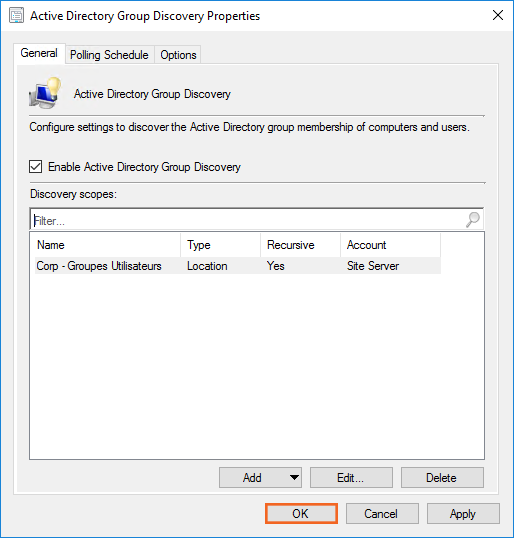 Active Directory Group Discovery Properties
General Polling Schedule Options
Active Directory Group Discovery
Configure settings to discover the Active Directory group membership of computers and users.
Enable Active Directory Group Discovery
Discovery scopes:
Filter...
Name Type Recursive Account
Corp - Groupes Utilisateurs Location Yes Site Server
Add Edit... Delete
OK Cancel Apply